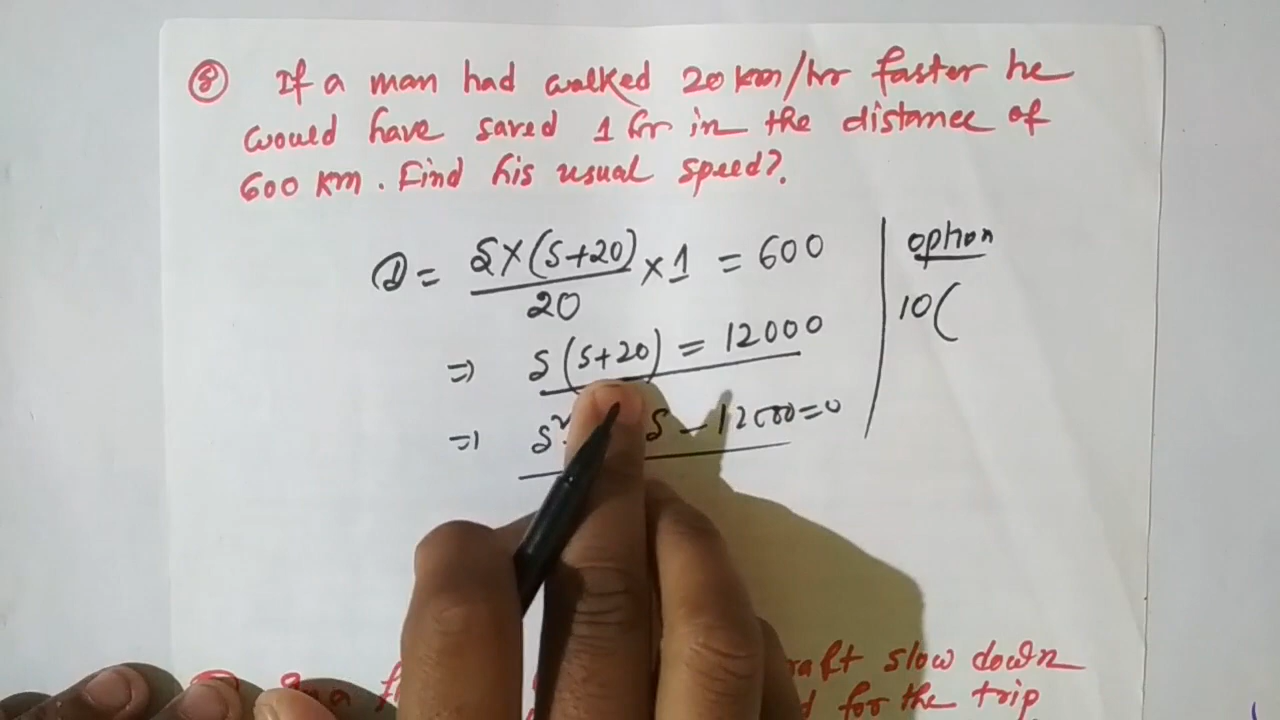 8 If a man had walked 20 km/hr faster he
would have saved 1 hr in the distance of
600 km. Find his usual speed?.
D = S×(S+20)/20 ×1 = 600
⇒ S(S+20) = 12000
⇒ S² S - 12000=0
option
10(
slow down
for the trip